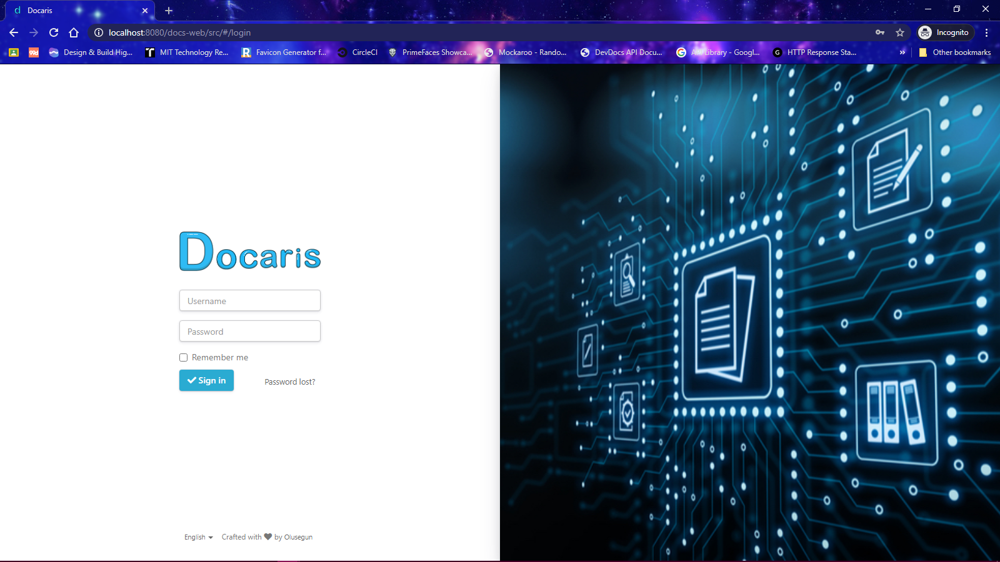 Docaris
localhost:8080/docs-web/src/#/login
Incognito
99d
Design & Build Hig...
MIT Technology Re...
Favicon Generator f...
CircleCI
PrimeFaces Showca...
Mockaroo - Rando...
DevDocs API Docu...
Library - Googl...
HTTP Response Sta...
»
Other bookmarks
Docaris
Username
Password
Remember me
Sign in
Password lost?
English
Crafted with ♥ by Olusegun